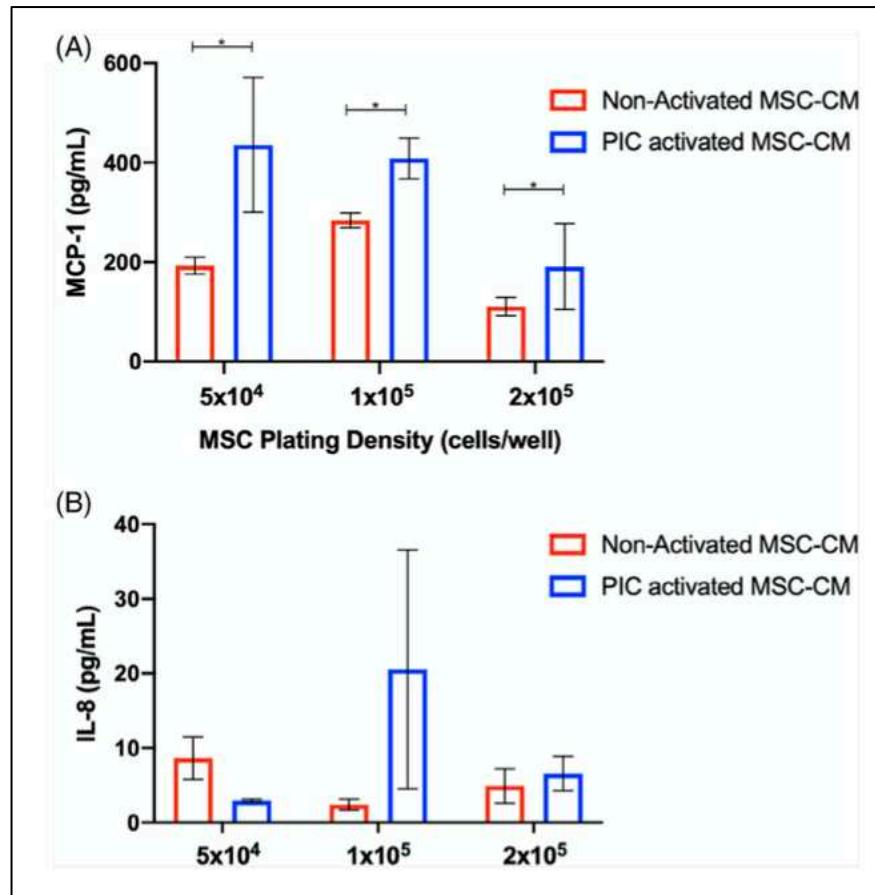 (A)
600
400
200
0
MCP-1 (pg/mL)
*
*
*
Non-Activated MSC-CM
PIC activated MSC-CM
5x10⁴ 1x10⁵ 2x10⁵
MSC Plating Density (cells/well)
(B)
40
30
20
10
0
IL-8 (pg/mL)
Non-Activated MSC-CM
PIC activated MSC-CM
5x10⁴ 1x10⁵ 2x10⁵